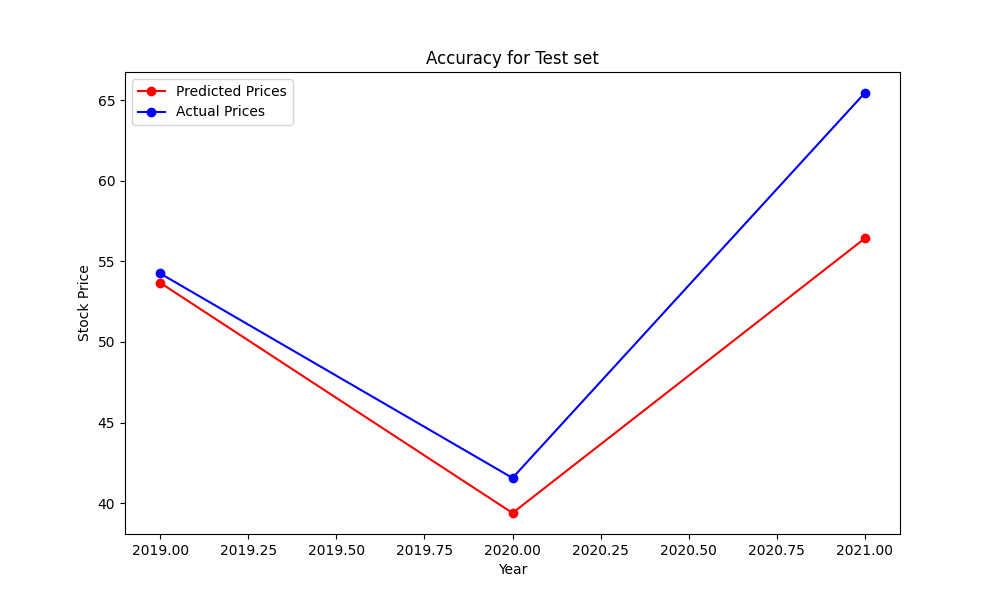 Accuracy for Test set
Predicted Prices
Actual Prices
Stock Price
65
60
55
50
45
40
2019.00 2019.25 2019.50 2019.75 2020.00 2020.25 2020.50 2020.75 2021.00
Year